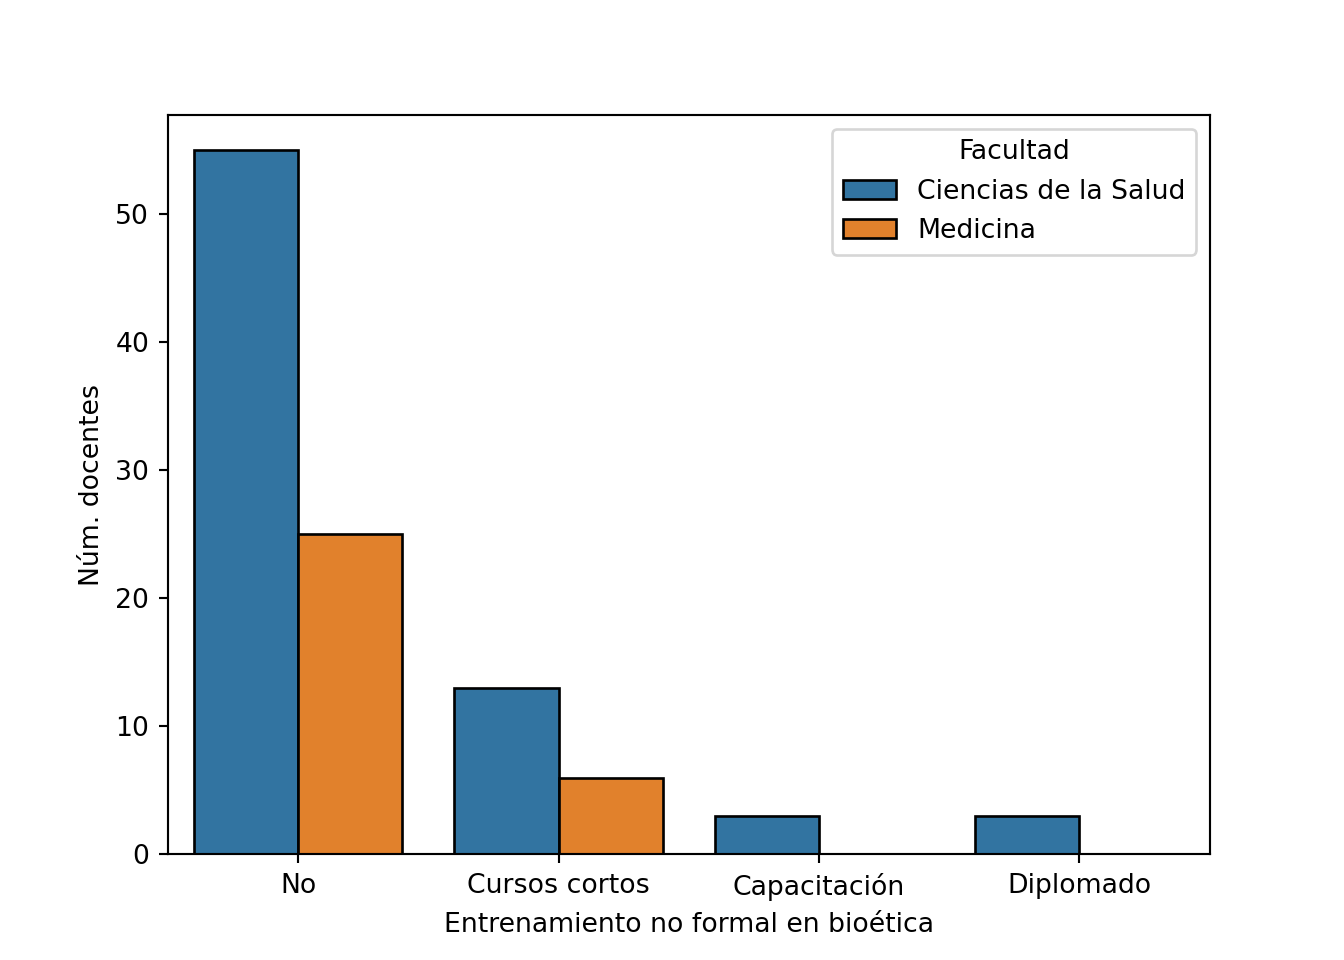 Facultad
Ciencias de la Salud
Medicina
50
40
30
20
10
0
Núm. docentes
No
Cursos cortos
Capacitación
Diplomado
Entrenamiento no formal en bioética